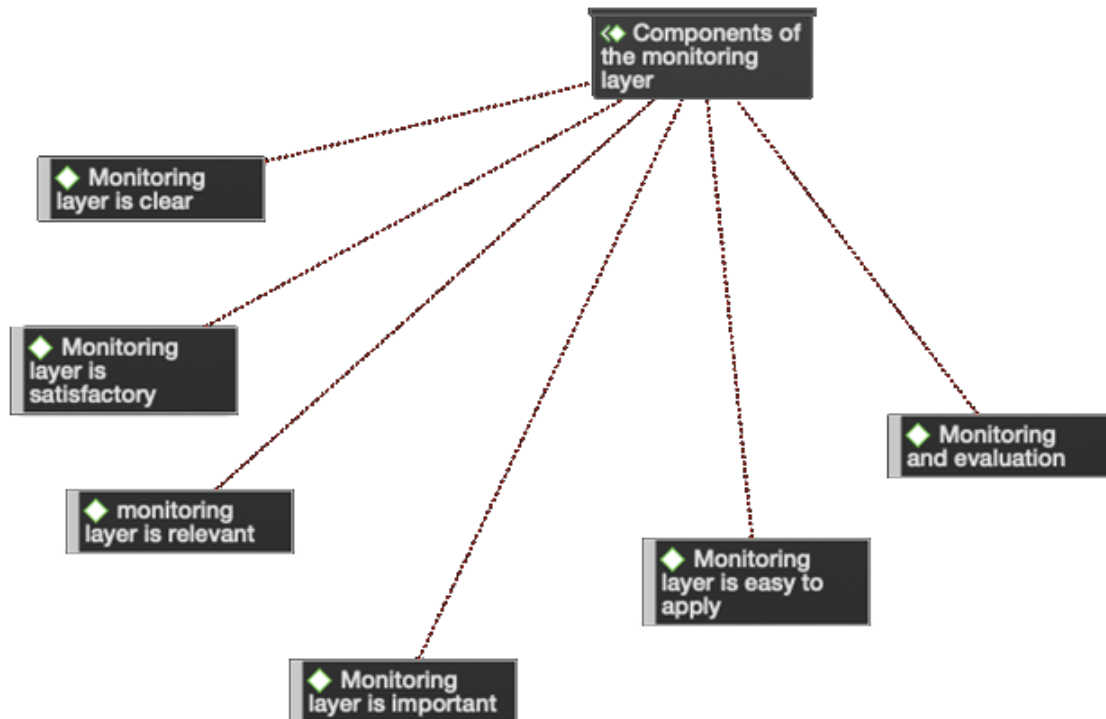 Components of
the monitoring
layer
Monitoring
layer is clear
Monitoring
layer is
satisfactory
monitoring
layer is relevant
Monitoring
layer is important
Monitoring
layer is easy to
apply
Monitoring
and evaluation